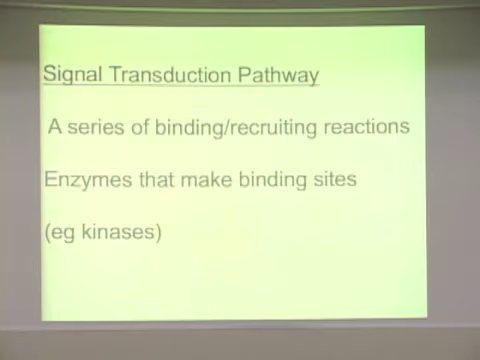 Signal Transduction Pathway
A series of binding/recruiting reactions
Enzymes that make binding sites
(eg kinases)